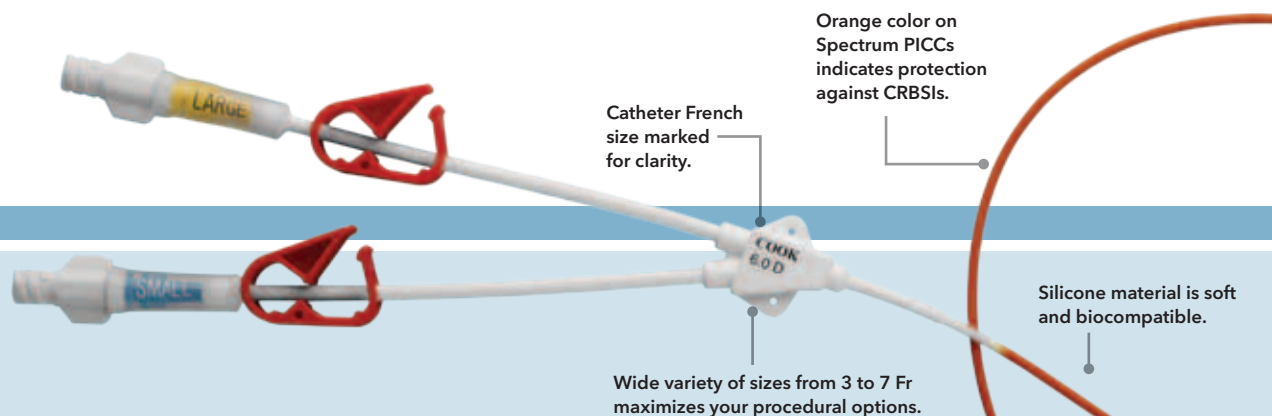 Orange color on
Spectrum PICCs
indicates protection
against CRBSIs.
Catheter French
size marked
for clarity.
LARGE
COOK
6.0 D
SMALL
Silicone material is soft
and biocompatible.
Wide variety of sizes from 3 to 7 Fr
maximizes your procedural options.